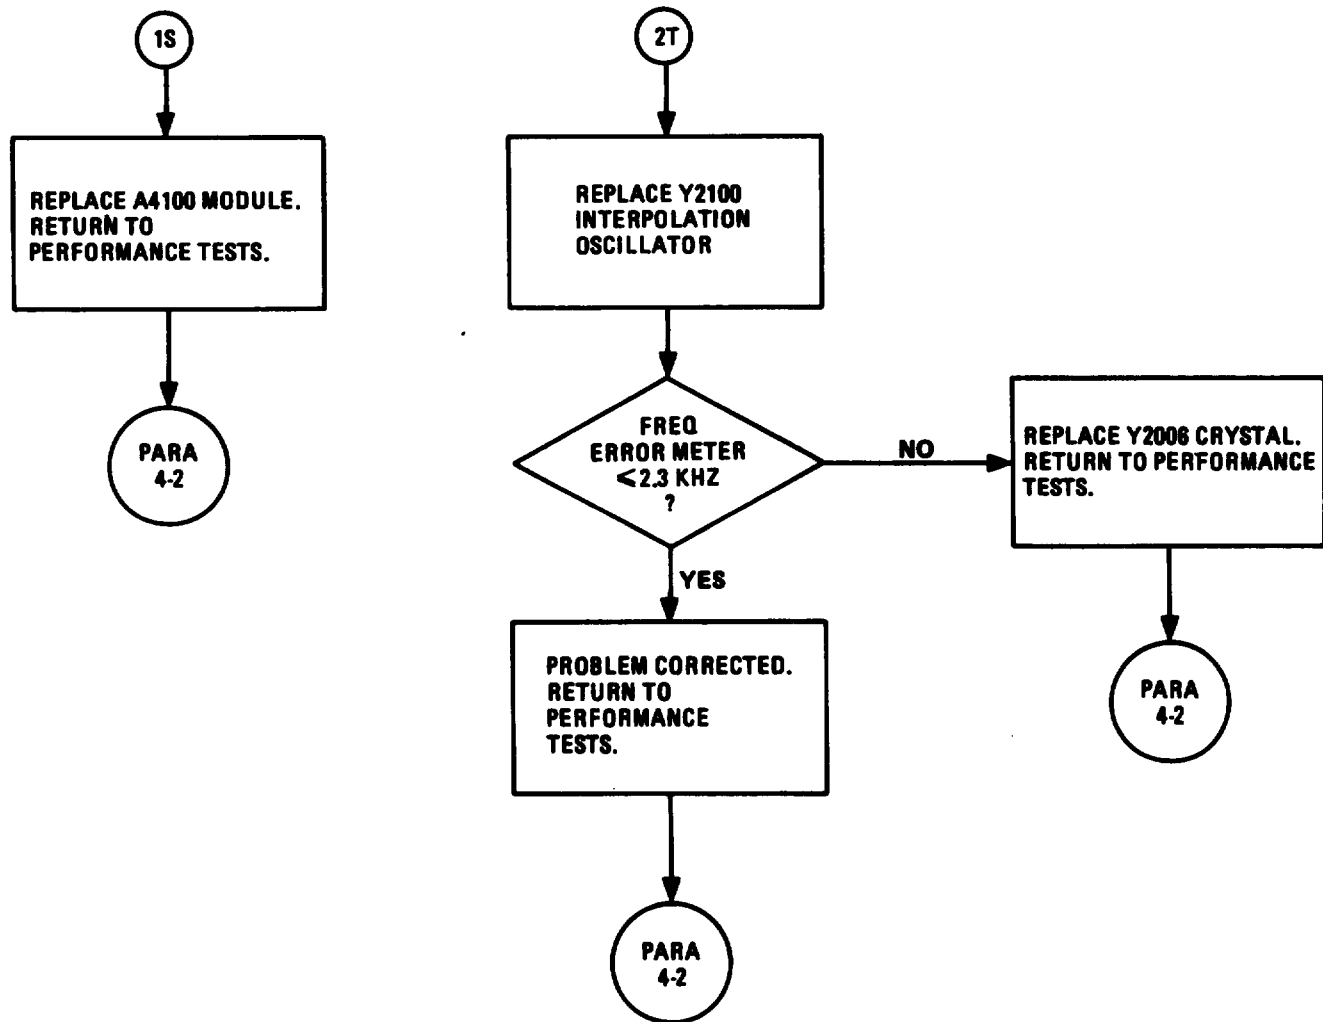 1S
REPLACE A4100 MODULE.
RETURN TO
PERFORMANCE TESTS.
PARA
4-2
2T
REPLACE Y2100
INTERPOLATION
OSCILLATOR
FREQ
ERROR METER
≤2.3 KHZ
?
NO
REPLACE Y2006 CRYSTAL.
RETURN TO PERFORMANCE
TESTS.
PARA
4-2
YES
PROBLEM CORRECTED.
RETURN TO
PERFORMANCE
TESTS.
PARA
4-2